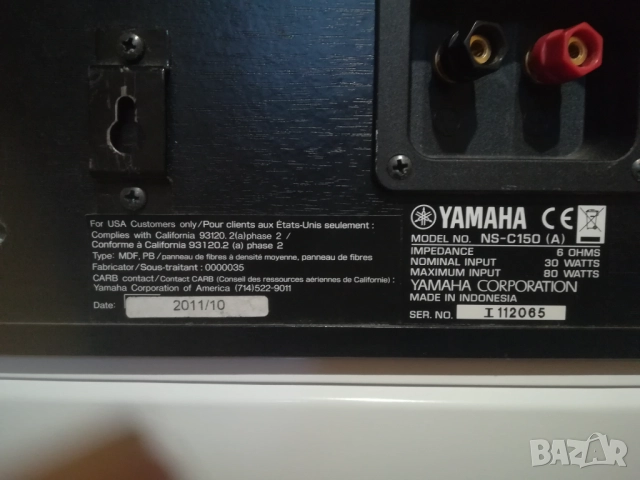 For USA Customers only/Pour clients aux États-Unis seulement :
Complies with California 93120. 2(a)phase 2 /
Conforme à California 93120.2 (a) phase 2
Type: MDF, PB/panneau de fibres à densité moyenne, panneau de fibres
Fabricator/Sous-traitant : 0000035
CARB contact/Contact CARB (Conseil des ressources aériennes de Californie) :
Yamaha Corporation of America (714)522-9011
Date: 2011/10
YAMAHA CE
MODEL NO. NS-C150 (A)
IMPEDANCE 6 OHMS
NOMINAL INPUT 30 WATTS
MAXIMUM INPUT 80 WATTS
YAMAHA CORPORATION
MADE IN INDONESIA
SER. NO. I 112065
BAZAR